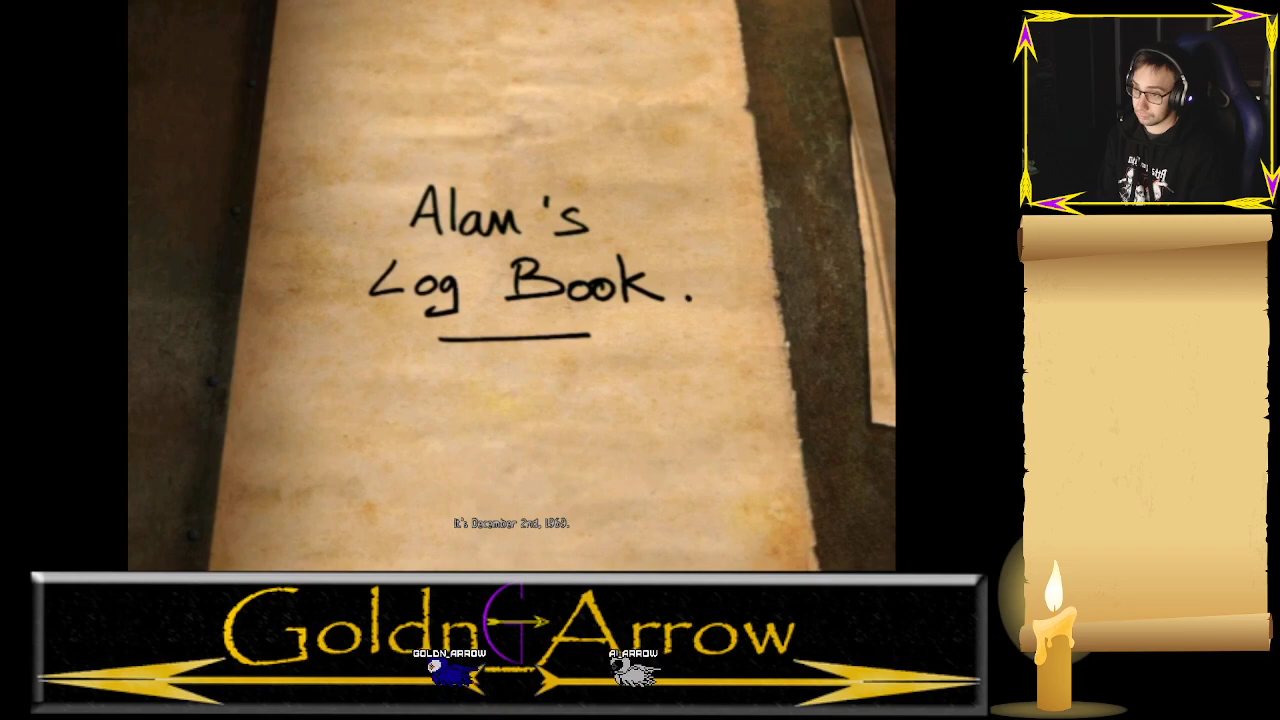 Alan's
Log Book.
It's December 2nd, 1969.
Goldn Arrow
GOLDN_ARROW
AI_ARROW